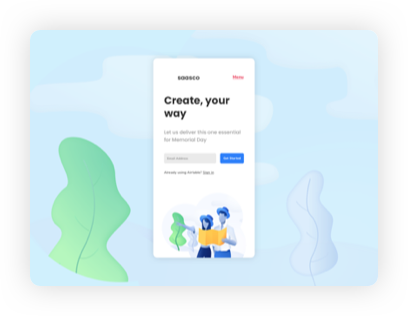 saasco
Menu
Create, your
way
Let us deliver this one essential
for Memorial Day
Email Address
Get Started
Already using Airtable? Sign in